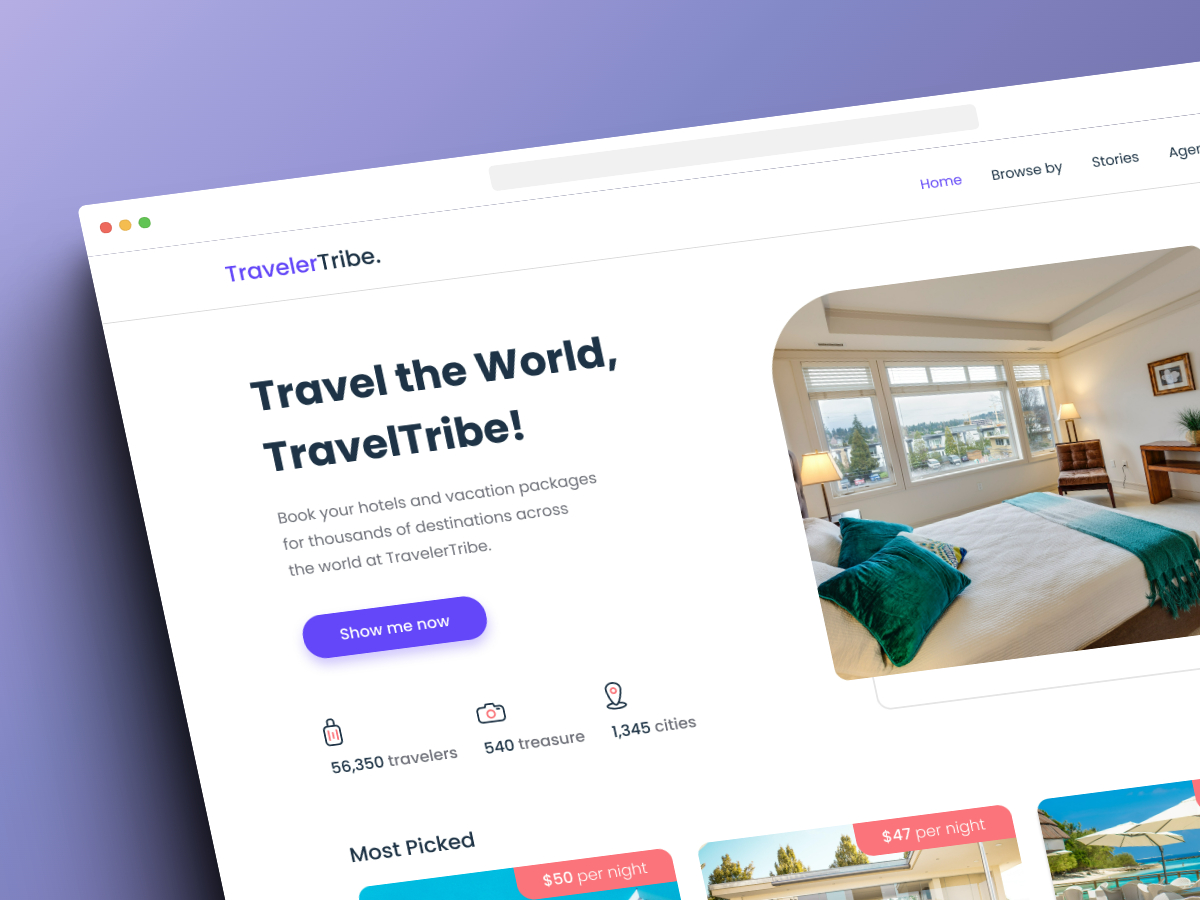 Home
Browse by
Stories
TravelerTribe.
Travel the World,
TravelTribe!
Book your hotels and vacation packages
for thousands of destinations across
the world at TravelerTribe.
Show me now
56,350 travelers
540 treasure
1,345 cities
Most Picked
$50 per night
$47 per night